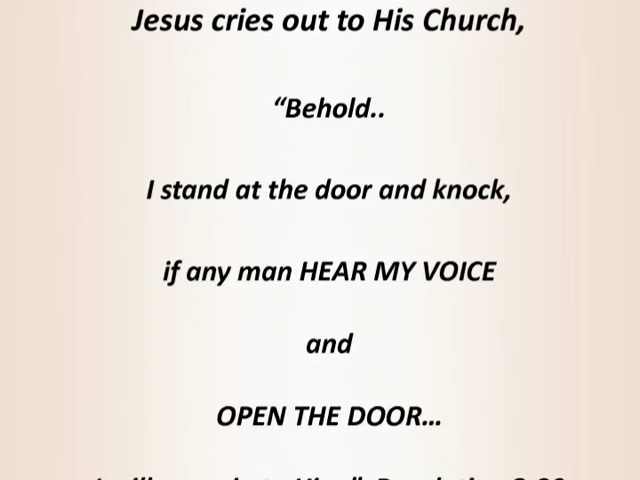 Jesus cries out to His Church,
“Behold..
I stand at the door and knock,
if any man HEAR MY VOICE
and
OPEN THE DOOR...